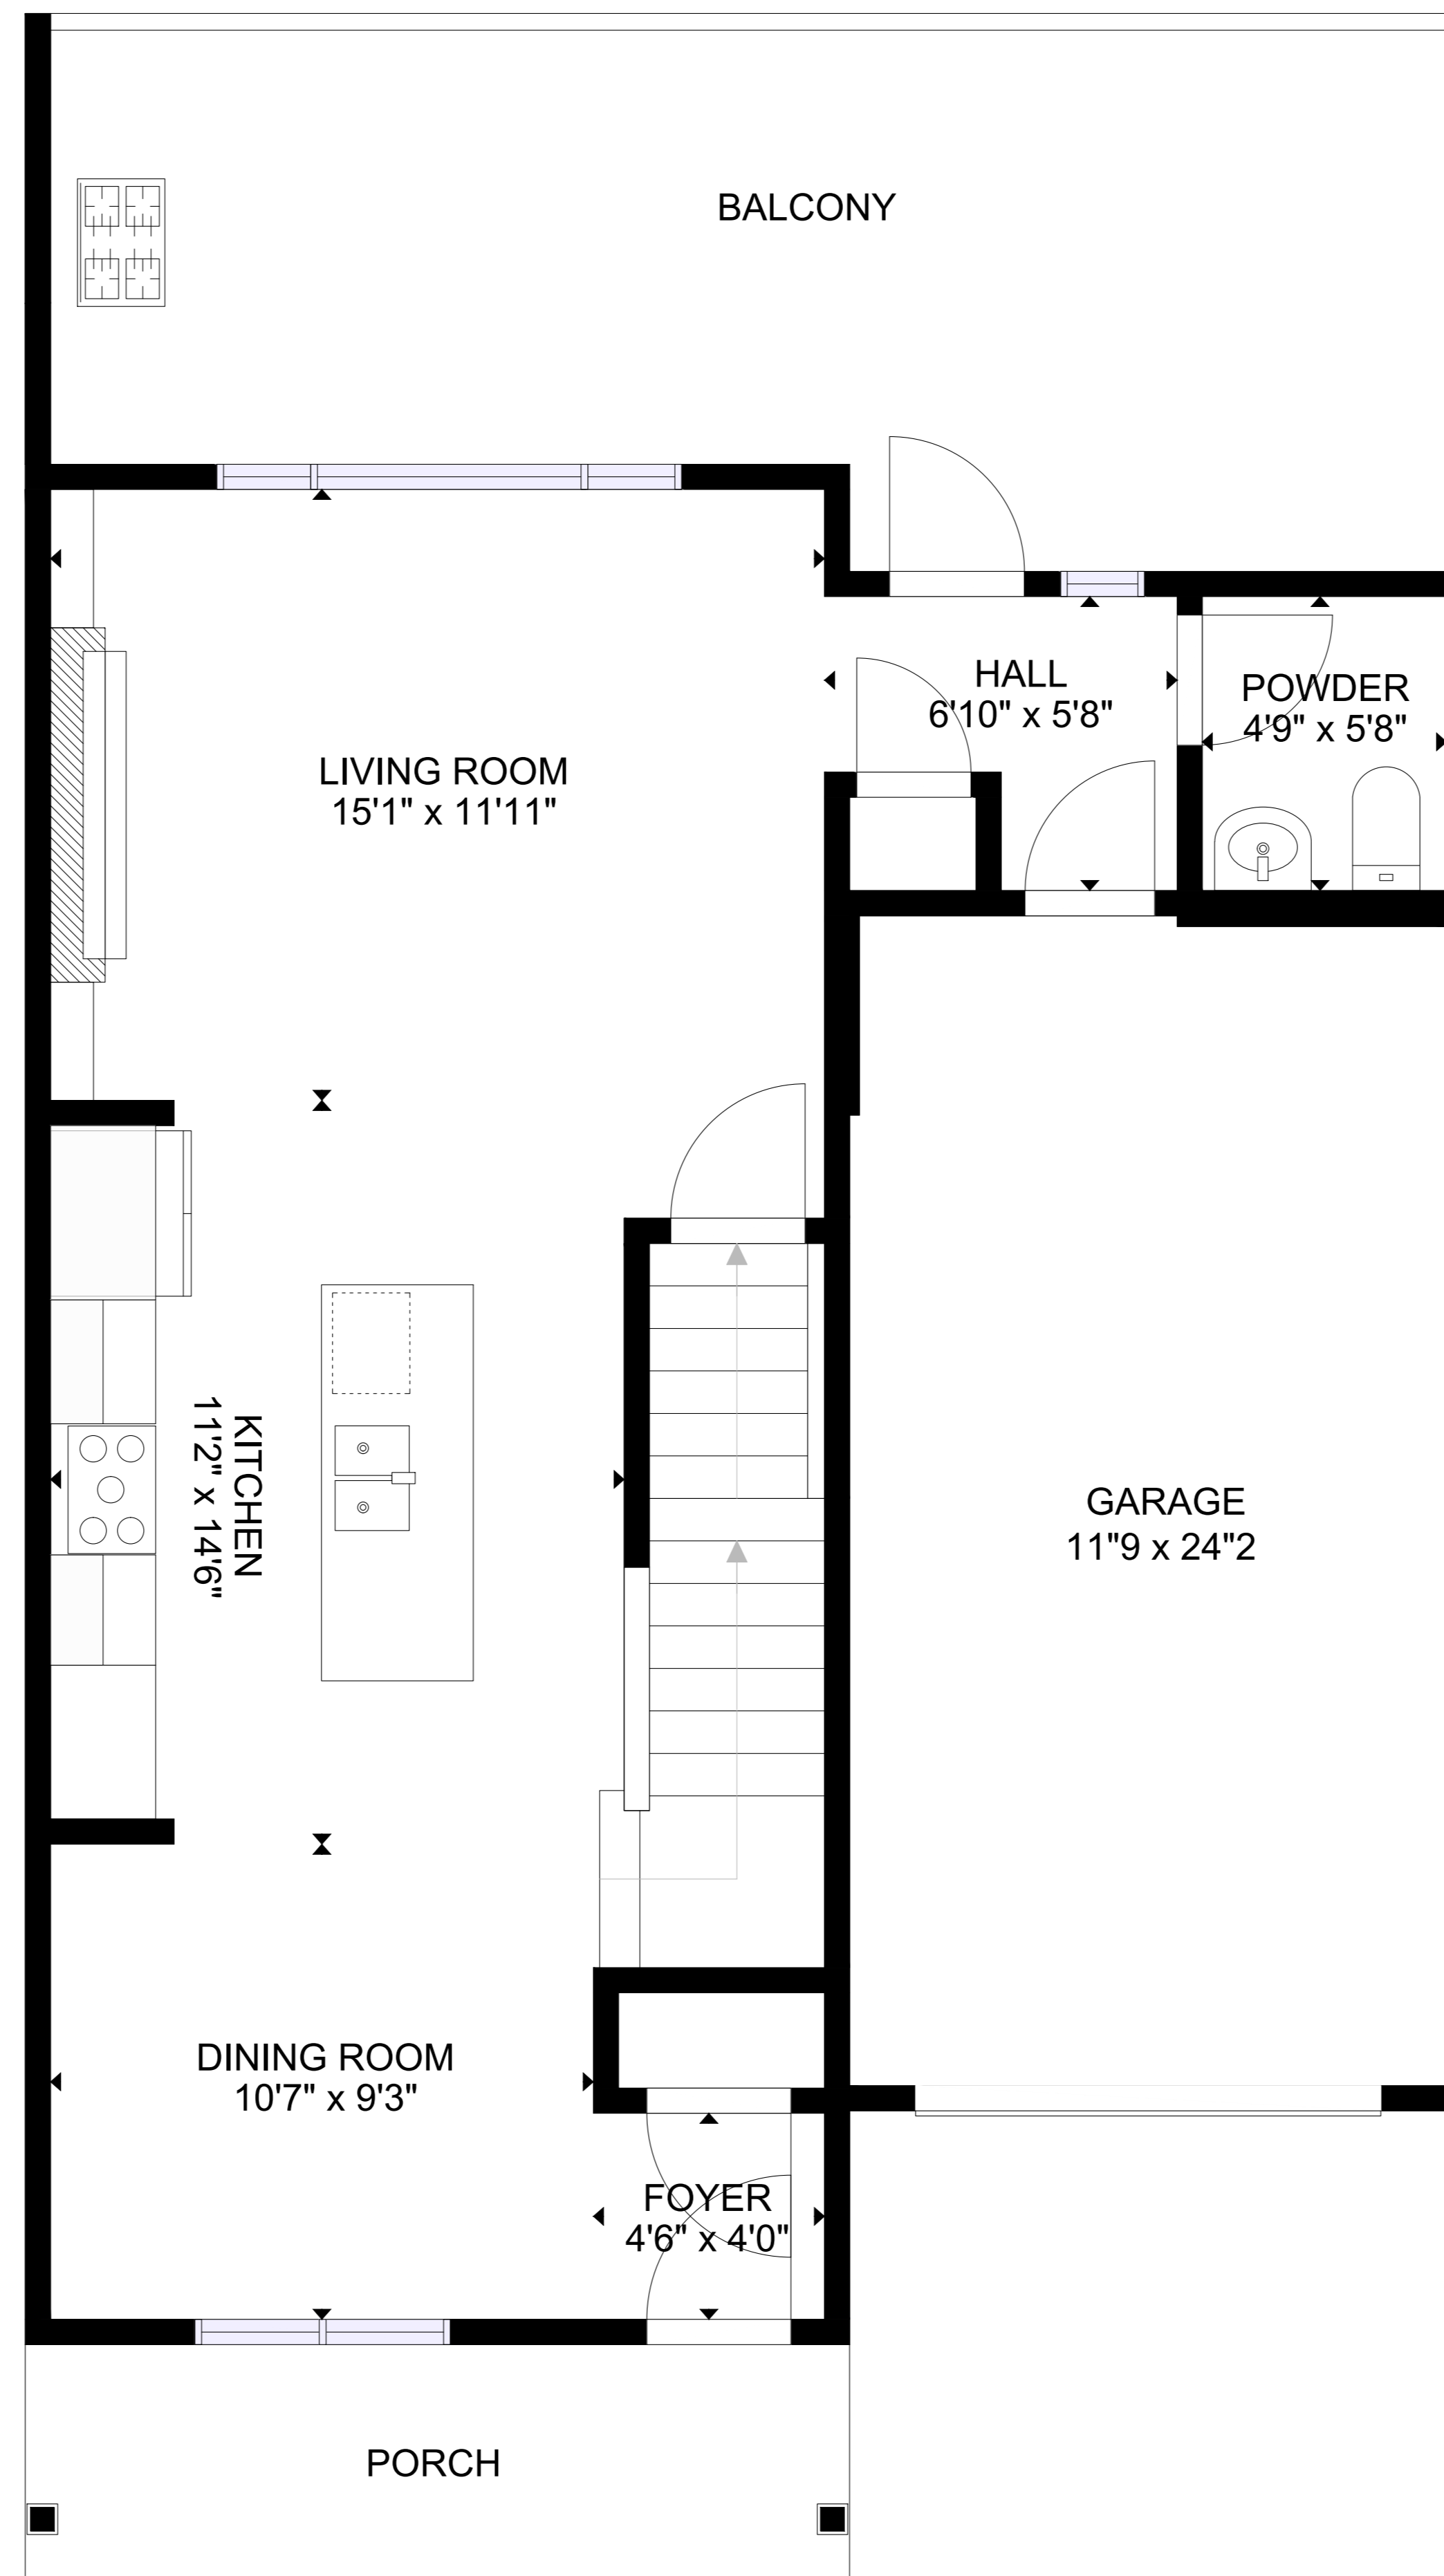 BALCONY
HALL
6'10" x 5'8"
POWDER
4'9" x 5'8"
LIVING ROOM
15'1" x 11'11"
KITCHEN
11'2" x 14'6"
GARAGE
11"9 x 24"2
DINING ROOM
10'7" x 9'3"
FOYER
4'6" x 4'0"
PORCH